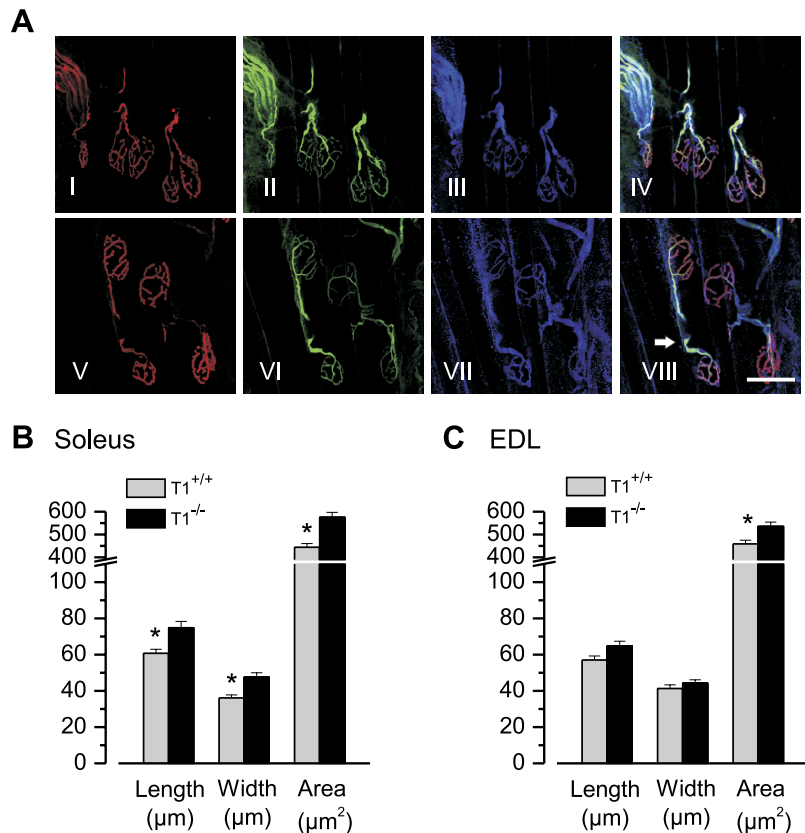 A
I II III IV
V VI VII VIII
B Soleus
T1+/+
T1-/-
600
500
400
100
80
60
40
20
0
* * *
Length Width Area
(µm) (µm) (µm²)
C EDL
T1+/+
T1-/-
600
500
400
100
80
60
40
20
0
*
Length Width Area
(µm) (µm) (µm²)